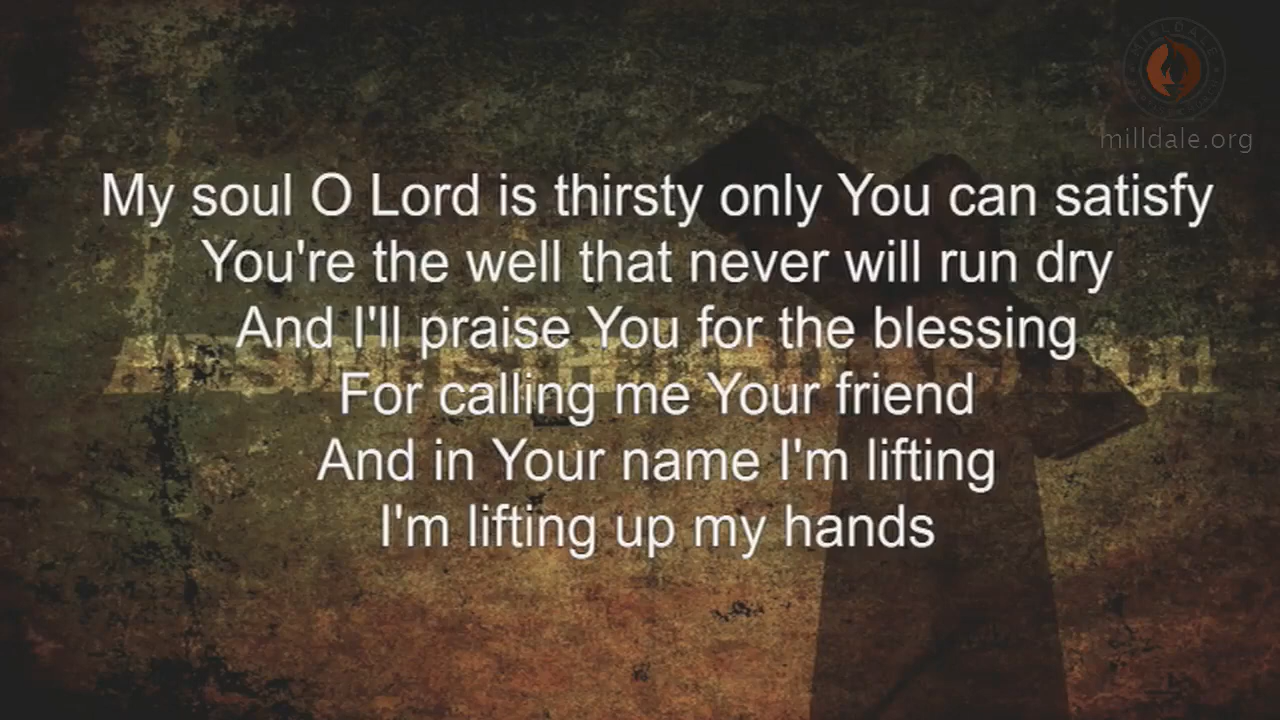 MILLDALE
milldale.org
My soul O Lord is thirsty only You can satisfy
You're the well that never will run dry
And I'll praise You for the blessing
For calling me Your friend
And in Your name I'm lifting
I'm lifting up my hands